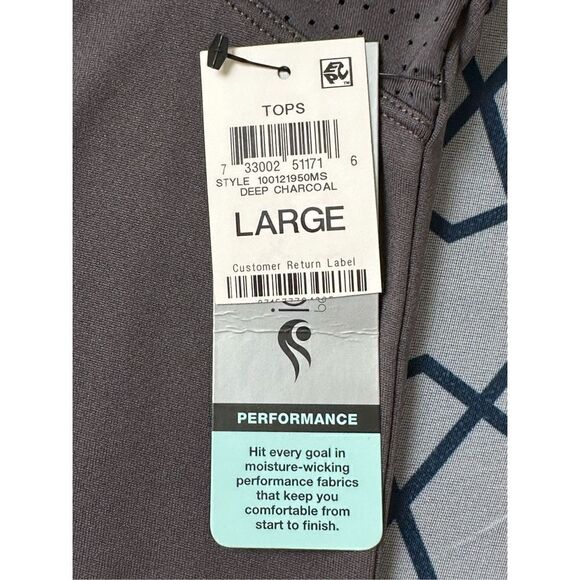 EPC
TOPS
7 33002 51171 6
STYLE 100121950MS
DEEP CHARCOAL
LARGE
Customer Return Label
PERFORMANCE
Hit every goal in
moisture-wicking
performance fabrics
that keep you
comfortable from
start to finish.